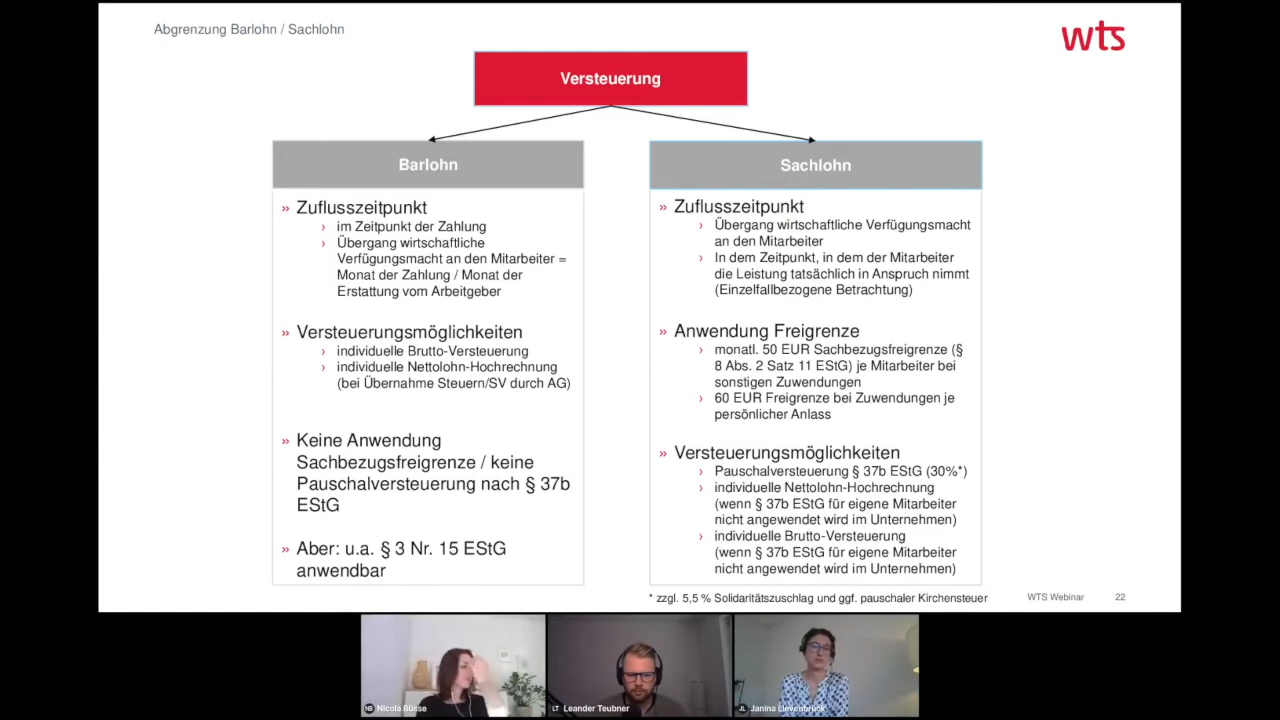 Abgrenzung Barlohn / Sachlohn
wts
Versteuerung
Barlohn
» Zuflusszeitpunkt
› im Zeitpunkt der Zahlung
› Übergang wirtschaftliche
Verfügungsmacht an den Mitarbeiter =
Monat der Zahlung / Monat der
Erstattung vom Arbeitgeber
» Versteuerungsmöglichkeiten
› individuelle Brutto-Versteuerung
› individuelle Nettolohn-Hochrechnung
(bei Übernahme Steuern/SV durch AG)
» Keine Anwendung
Sachbezugsfreigrenze / keine
Pauschalversteuerung nach § 37b
EStG
» Aber: u.a. § 3 Nr. 15 EStG
anwendbar
Sachlohn
» Zuflusszeitpunkt
› Übergang wirtschaftliche Verfügungsmacht
an den Mitarbeiter
› In dem Zeitpunkt, in dem der Mitarbeiter
die Leistung tatsächlich in Anspruch nimmt
(Einzelfallbezogene Betrachtung)
» Anwendung Freigrenze
› monatl. 50 EUR Sachbezugsfreigrenze (§
8 Abs. 2 Satz 11 EStG) je Mitarbeiter bei
sonstigen Zuwendungen
› 60 EUR Freigrenze bei Zuwendungen je
persönlicher Anlass
» Versteuerungsmöglichkeiten
› Pauschalversteuerung § 37b EStG (30%*)
› individuelle Nettolohn-Hochrechnung
(wenn § 37b EStG für eigene Mitarbeiter
nicht angewendet wird im Unternehmen)
› individuelle Brutto-Versteuerung
(wenn § 37b EStG für eigene Mitarbeiter
nicht angewendet wird im Unternehmen)
* zzgl. 5,5 % Solidaritätszuschlag und ggf. pauschaler Kirchensteuer
WTS Webinar 22
NB Nicola Büsse
LT Leander Teubner
JL Janina Lievenbrück